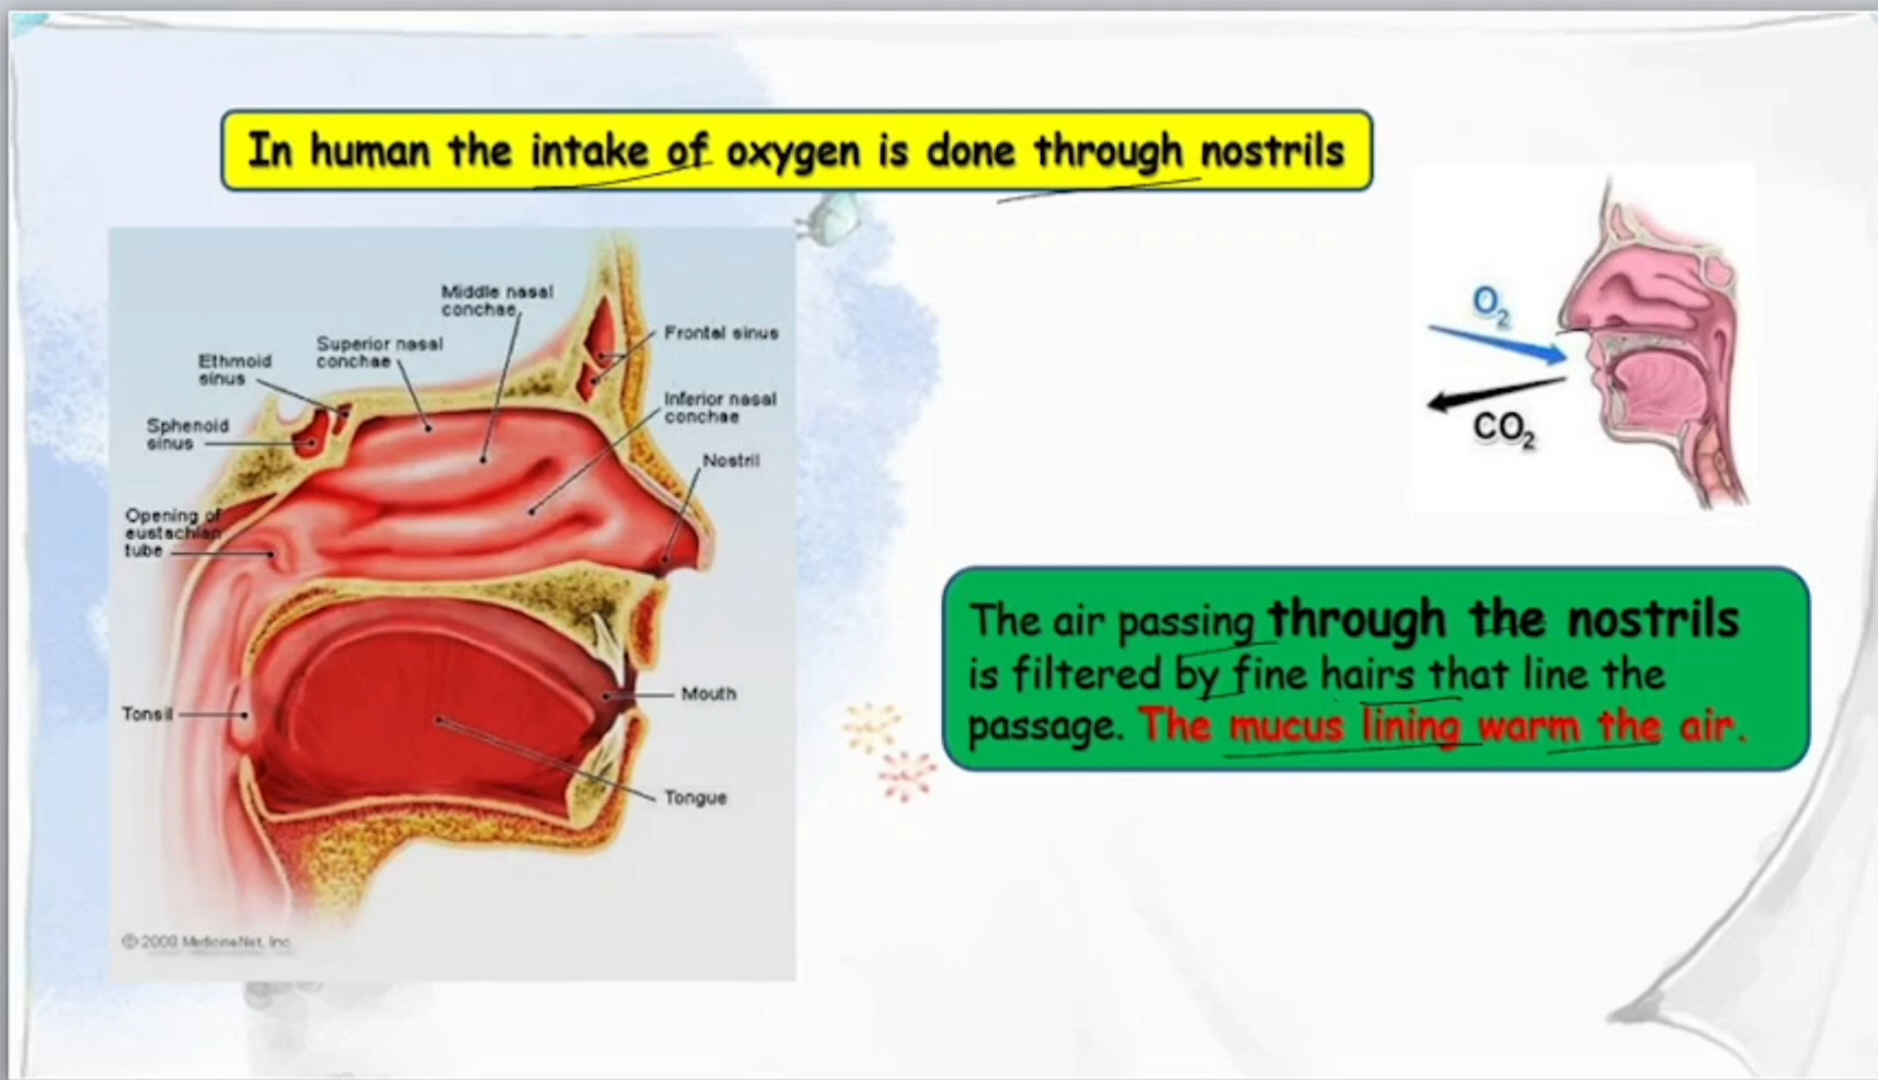 In human the intake of oxygen is done through nostrils
Middle nasal
conchae
Superior nasal
conchae
Ethmoid
sinus
Sphenoid
sinus
Frontal sinus
Inferior nasal
conchae
Nostril
Opening of
eustachian
tube
Tonsil
Mouth
Tongue
© 2008 MedicineNet, Inc.
O₂
CO₂
The air passing through the nostrils
is filtered by fine hairs that line the
passage. The mucus lining warm the air.